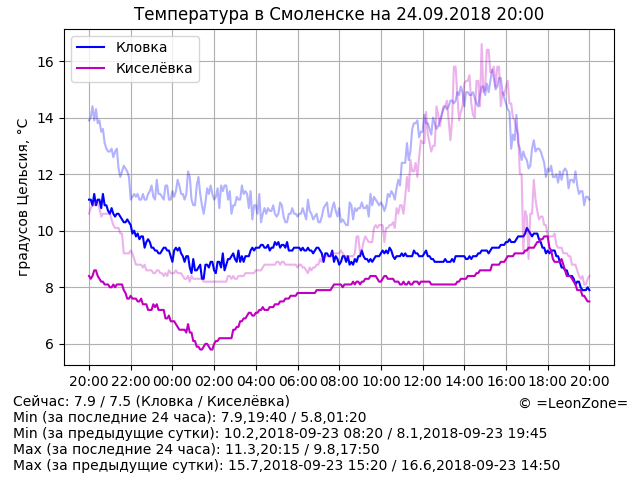 Температура в Смоленске на 24.09.2018 20:00
Кловка
Киселёвка
градусов Цельсия, °C
16
14
12
10
8
6
20:00 22:00 00:00 02:00 04:00 06:00 08:00 10:00 12:00 14:00 16:00 18:00 20:00
Сейчас: 7.9 / 7.5 (Кловка / Киселёвка)
© =LeonZone=
Min (за последние 24 часа): 7.9,19:40 / 5.8,01:20
Min (за предыдущие сутки): 10.2,2018-09-23 08:20 / 8.1,2018-09-23 19:45
Max (за последние 24 часа): 11.3,20:15 / 9.8,17:50
Max (за предыдущие сутки): 15.7,2018-09-23 15:20 / 16.6,2018-09-23 14:50